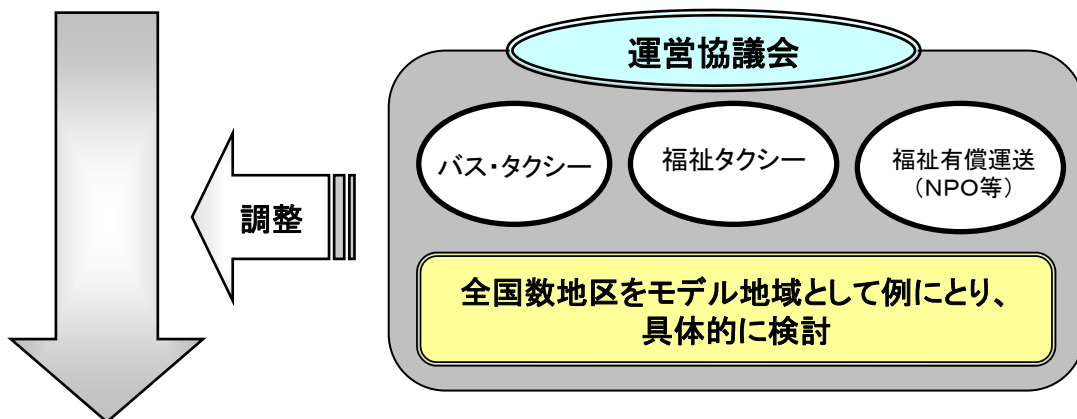 運営協議会
バス・タクシー
福祉タクシー
福祉有償運送
(NPO等)
調整
全国数地区をモデル地域として例にとり、
具体的に検討